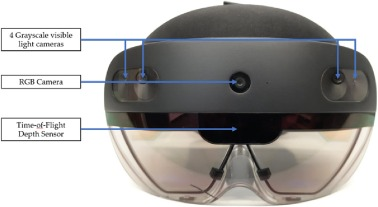 4 Grayscale visible
light cameras
RGB Camera
Time-of-Flight
Depth Sensor